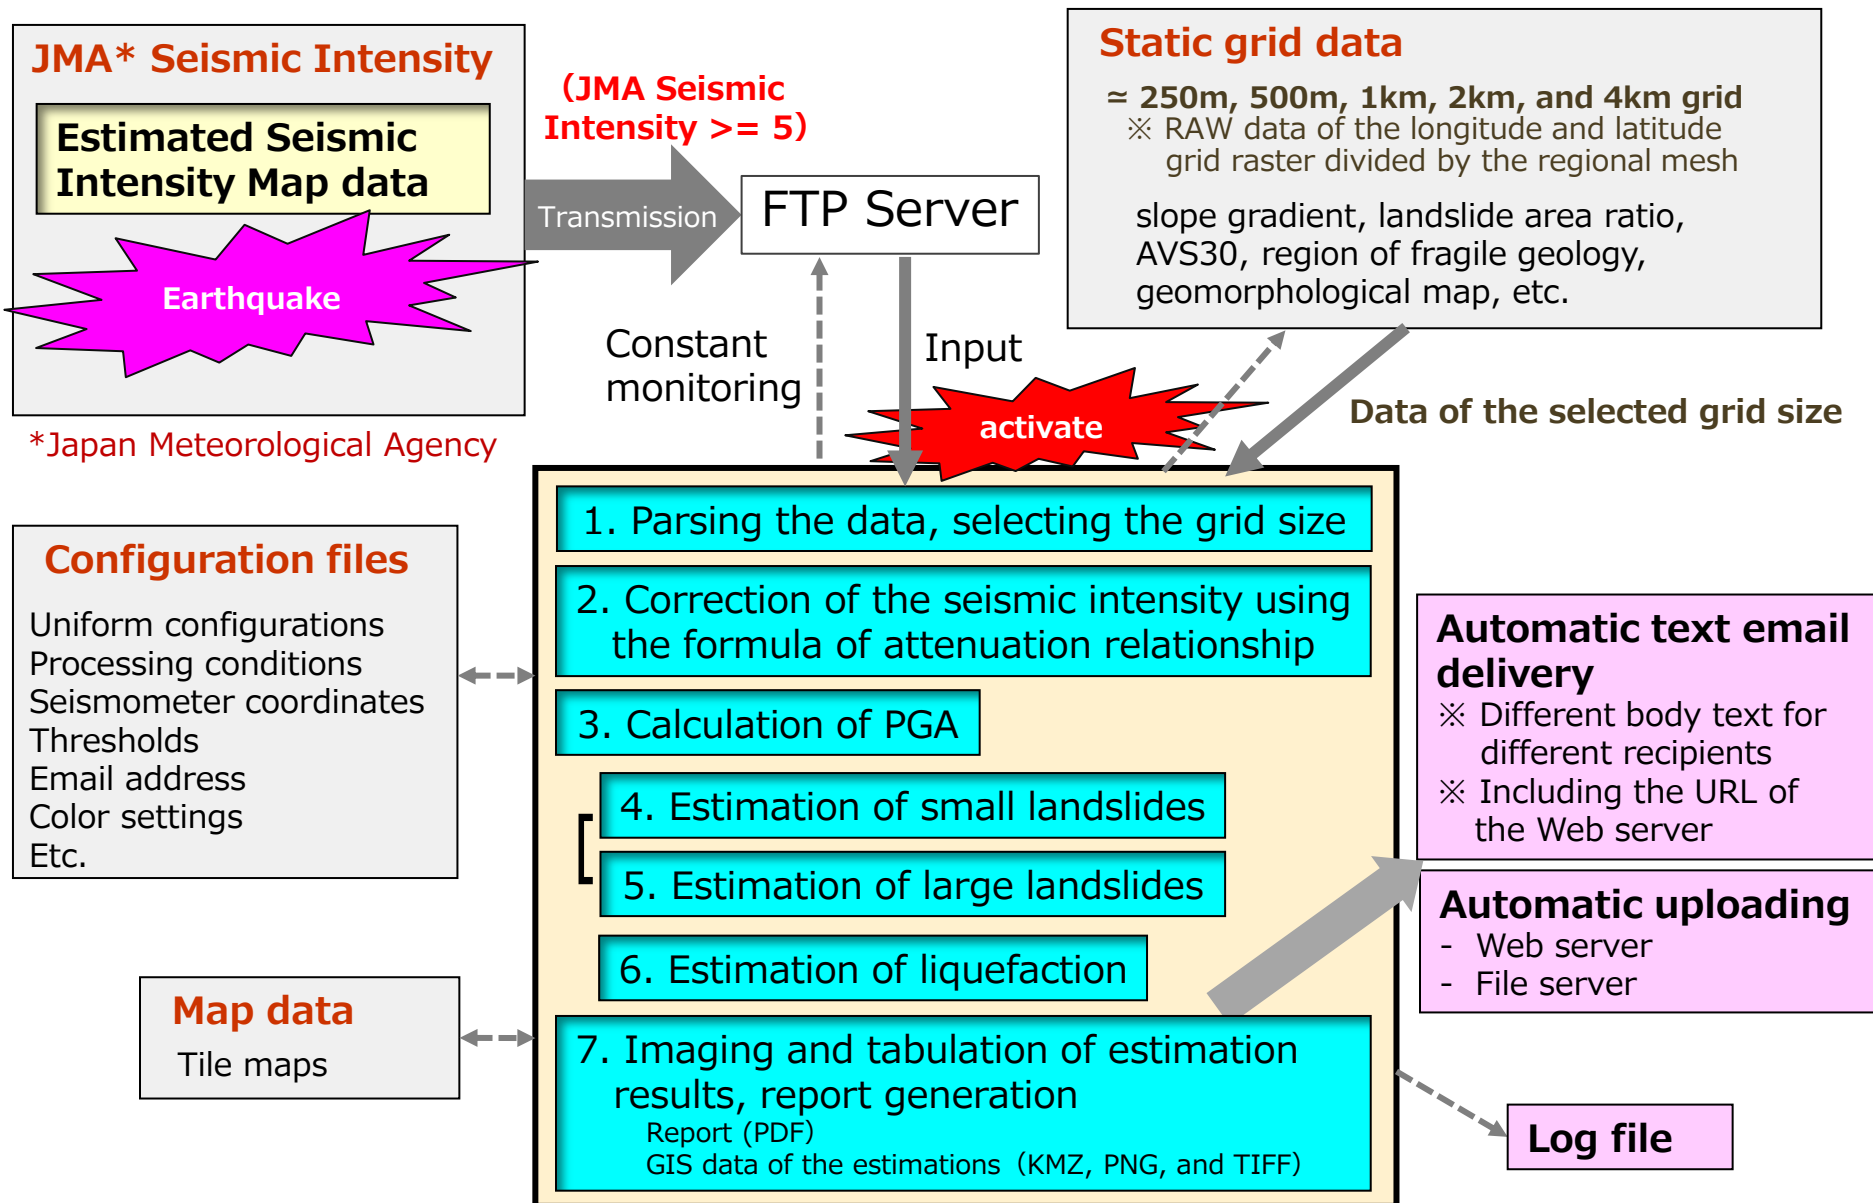 JMA* Seismic Intensity
Estimated Seismic
Intensity Map data
Earthquake
*Japan Meteorological Agency
（JMA Seismic
Intensity >= 5）
Transmission
FTP Server
Constant
monitoring
Input
activate
Static grid data
≃ 250m, 500m, 1km, 2km, and 4km grid
※ RAW data of the longitude and latitude
grid raster divided by the regional mesh
slope gradient, landslide area ratio,
AVS30, region of fragile geology,
geomorphological map, etc.
Data of the selected grid size
Configuration files
Uniform configurations
Processing conditions
Seismometer coordinates
Thresholds
Email address
Color settings
Etc.
Map data
Tile maps
1. Parsing the data, selecting the grid size
2. Correction of the seismic intensity using
the formula of attenuation relationship
3. Calculation of PGA
4. Estimation of small landslides
5. Estimation of large landslides
6. Estimation of liquefaction
7. Imaging and tabulation of estimation
results, report generation
Report (PDF）
GIS data of the estimations（KMZ, PNG, and TIFF）
Automatic text email
delivery
※ Different body text for
different recipients
※ Including the URL of
the Web server
Automatic uploading
- Web server
- File server
Log file